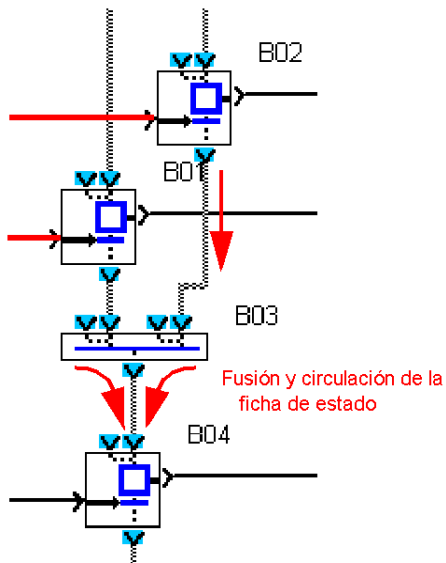 B02
B01
B03
Fusión y circulación de la
ficha de estado
B04